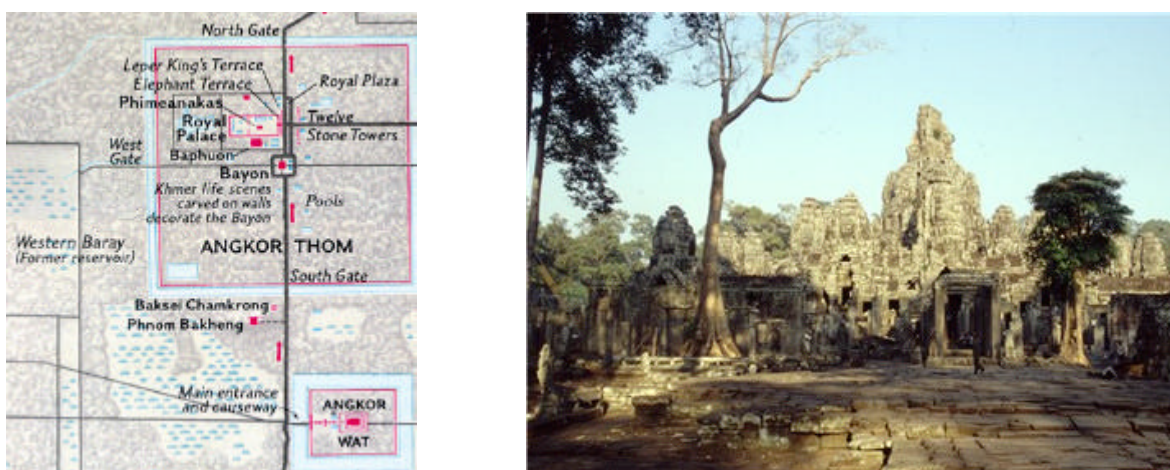 North Gate
Leper King's Terrace
Elephant Terrace
Royal Plaza
Phimeanakas
Royal
Palace
Twelve
Stone Towers
West
Gate
Baphuon
Bayon
Khmer life scenes
carved on walls
decorate the Bayon
Pools
Western Baray
(Former reservoir)
ANGKOR THOM
South Gate
Baksei Chamkrong
Phnom Bakheng
Main entrance
and causeway
ANGKOR
WAT